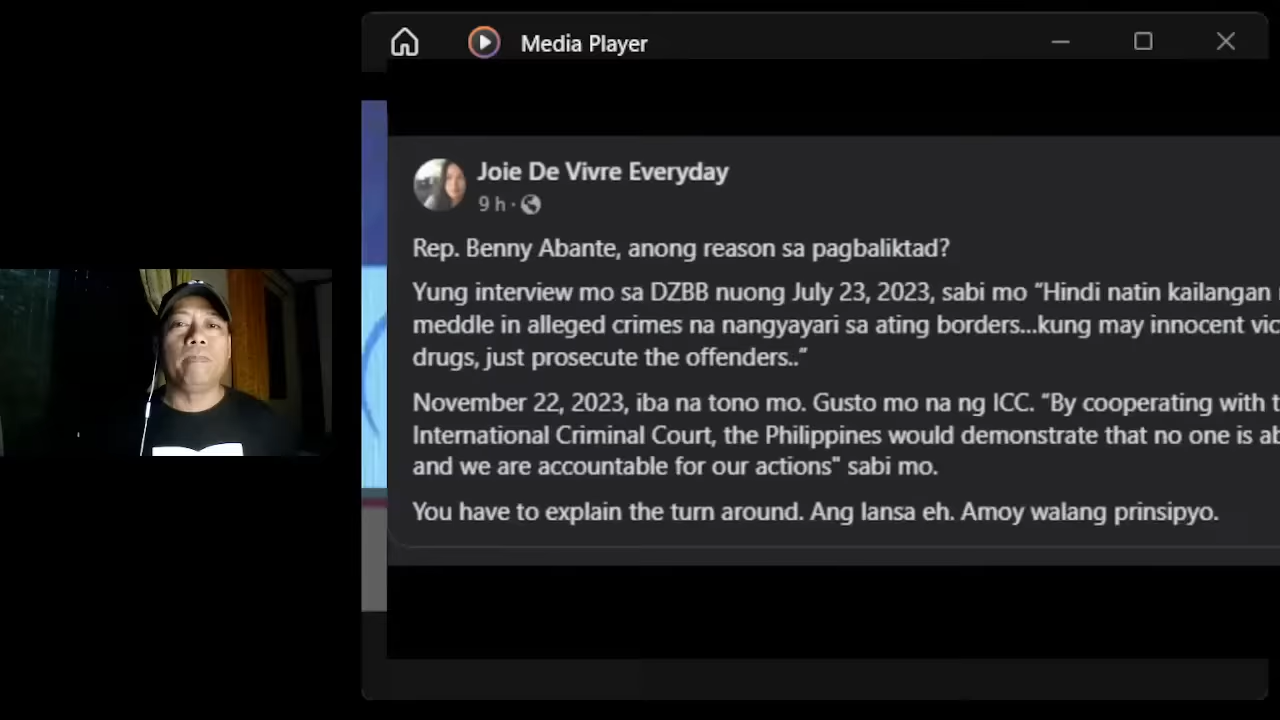 Media Player
Joie De Vivre Everyday
9 h ·
Rep. Benny Abante, anong reason sa pagbaliktad?
Yung interview mo sa DZBB nuong July 23, 2023, sabi mo “Hindi natin kailangan
meddle in alleged crimes na nangyayari sa ating borders...kung may innocent
drugs, just prosecute the offenders..”
November 22, 2023, iba na tono mo. Gusto mo na ng ICC. “By cooperating with
International Criminal Court, the Philippines would demonstrate that no one is
and we are accountable for our actions" sabi mo.
You have to explain the turn around. Ang lansa eh. Amoy walang prinsipyo.